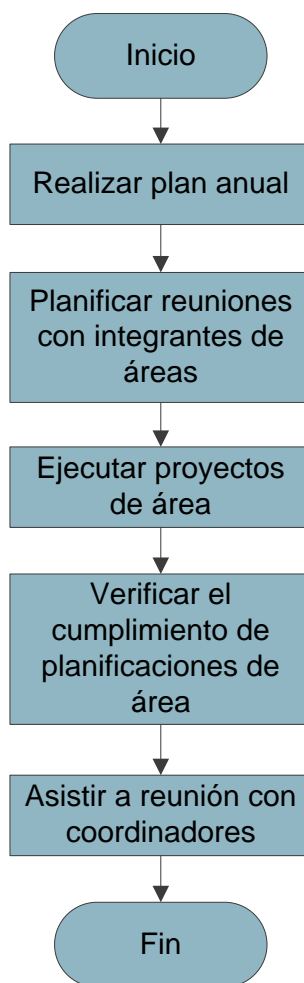 Inicio
Realizar plan anual
Planificar reuniones
con integrantes de
áreas
Ejecutar proyectos
de área
Verificar el
cumplimiento de
planificaciones de
área
Asistir a reunión con
coordinadores
Fin